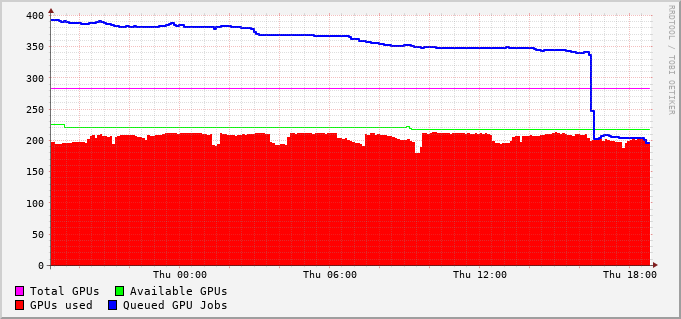 400
350
300
250
200
150
100
50
0
Thu 00:00 Thu 06:00 Thu 12:00 Thu 18:00
Total GPUs Available GPUs
GPUs used Queued GPU Jobs
RRDTOOL / TOBI OETIKER